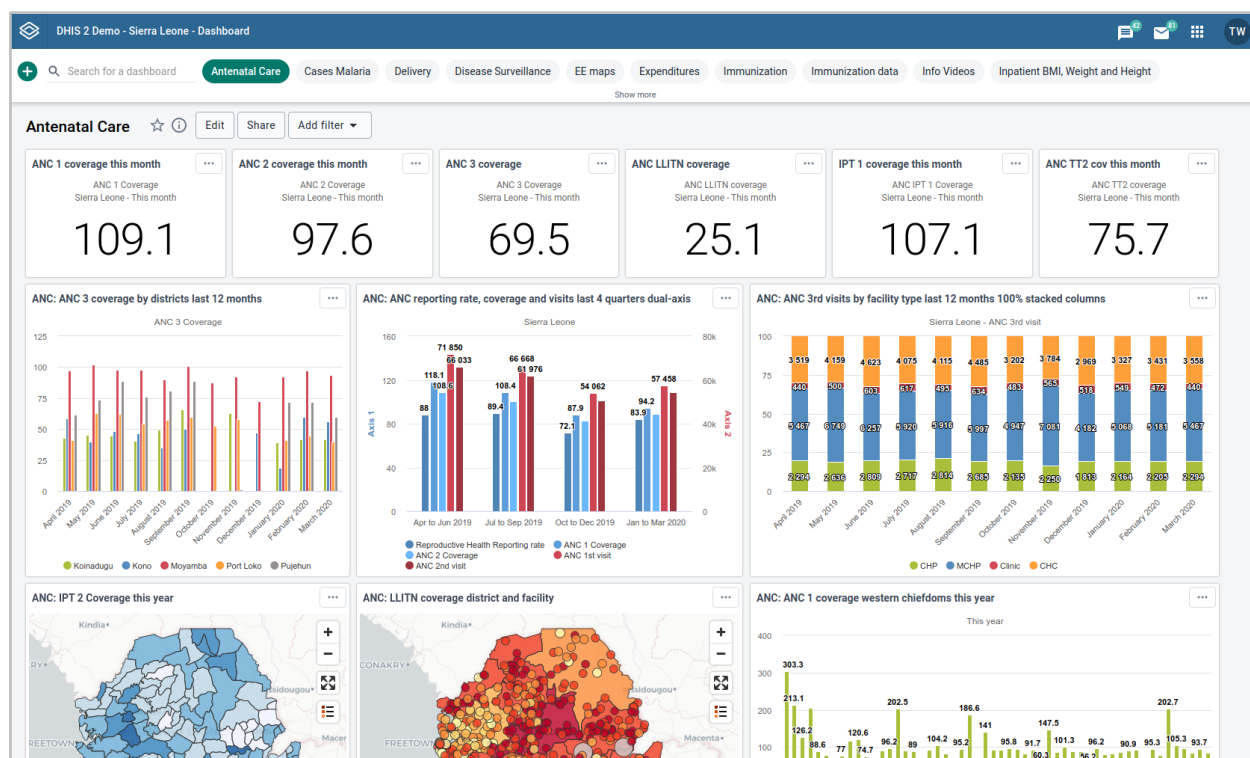 DHIS 2 Demo - Sierra Leone - Dashboard
42
83
TW
Search for a dashboard
Antenatal Care
Cases Malaria
Delivery
Disease Surveillance
EE maps
Expenditures
Immunization
Immunization data
Info Videos
Inpatient BMI, Weight and Height
Show more
Antenatal Care
Edit
Share
Add filter
ANC 1 coverage this month
ANC 1 Coverage
Sierra Leone - This month
109.1
ANC 2 coverage this month
ANC 2 Coverage
Sierra Leone - This month
97.6
ANC 3 coverage
ANC 3 Coverage
Sierra Leone - This month
69.5
ANC LLITN coverage
ANC LLITN coverage
Sierra Leone - This month
25.1
IPT 1 coverage this month
ANC IPT 1 Coverage
Sierra Leone - This month
107.1
ANC TT2 cov this month
ANC TT2 coverage
Sierra Leone - This month
75.7
ANC: ANC 3 coverage by districts last 12 months
ANC 3 Coverage
125
100
75
50
25
0
April 2019
May 2019
June 2019
July 2019
August 2019
September 2019
October 2019
November 2019
December 2019
January 2020
February 2020
March 2020
Koinadugu Kono Moyamba Port Loko Pujehun
ANC: ANC reporting rate, coverage and visits last 4 quarters dual-axis
Sierra Leone
160
120
80
40
0
Axis 1
80k
60k
40k
20k
0
Axis 2
88
118.1
108.6
71 850
66 033
89.4
108.4
66 668
61 976
72.1
87.9
54 062
83.9
94.2
57 458
Apr to Jun 2019
Jul to Sep 2019
Oct to Dec 2019
Jan to Mar 2020
Reproductive Health Reporting rate
ANC 1 Coverage
ANC 2 Coverage
ANC 1st visit
ANC 2nd visit
ANC: ANC 3rd visits by facility type last 12 months 100% stacked columns
Sierra Leone - ANC 3rd visit
100
75
50
25
0
3 519 4 159 4 623 4 075 4 115 4 485 3 202 3 784 2 969 3 327 3 431 3 558
440 500 603 617 495 634 483 565 518 549 472 440
5 467 6 749 6 257 5 920 5 916 5 997 4 947 7 081 4 182 5 068 5 181 5 467
2 294 2 636 2 809 2 717 2 814 2 685 2 135 2 250 1 813 2 164 2 205 2 294
April 2019
May 2019
June 2019
July 2019
August 2019
September 2019
October 2019
November 2019
December 2019
January 2020
February 2020
March 2020
CHP MCHP Clinic CHC
ANC: IPT 2 Coverage this year
Kindia
RY
ssidougou
REETOWN
Macen
ANC: LLITN coverage district and facility
Kindia
CONAKRY
ssidougou
FREETOWN
Macenta
ANC: ANC 1 coverage western chiefdoms this year
This year
400
300
200
100
303.3
213.1
126.2
88.6
77
120.6
74.7
96.2
202.5
89
104.2
95.2
186.6
141
95.8
91.7
60.3
147.5
101.3
96.2
90.9
95.3
202.7
105.3
93.7